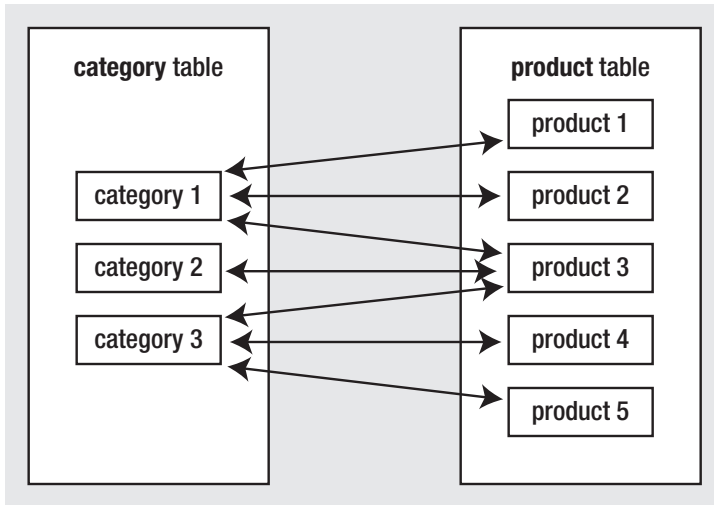 category table
category 1
category 2
category 3
product table
product 1
product 2
product 3
product 4
product 5